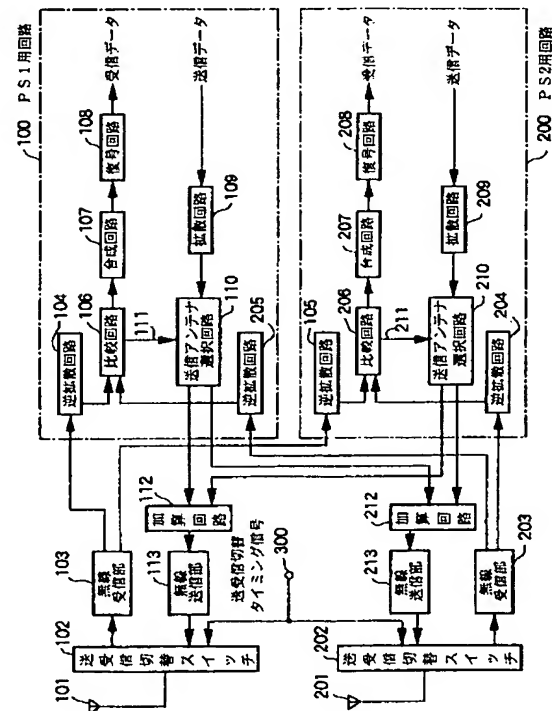 100 PS1用回路
受信データ
送信データ
108
復号回路
107
合成回路
106
比較回路
111
109
拡散回路
110
送信アンテナ
選択回路
104
逆拡散回路
205
逆拡散回路
200 PS2用回路
受信データ
送信データ
208
復号回路
207
合成回路
206
比較回路
211
209
拡散回路
210
送信アンテナ
選択回路
105
逆拡散回路
204
逆拡散回路
112
加算回路
212
加算回路
103
無線
受信部
113
無線
送信部
送受信切替
タイミング信号
300
213
無線
送信部
203
無線
受信部
102
送受信切替スイッチ
202
送受信切替スイッチ
101
201